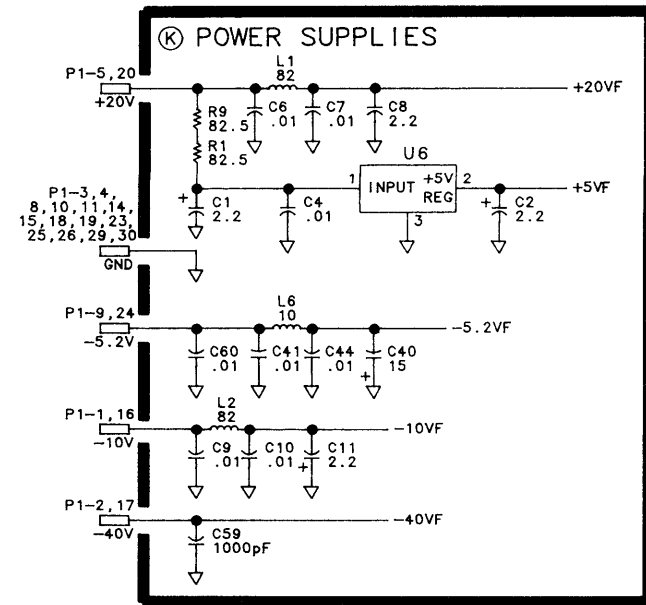 K POWER SUPPLIES
P1-5,20
+20V
L1
82
+20VF
R9
82.5
C6
.01
C7
.01
C8
2.2
R1
82.5
U6
1
INPUT
+5V
REG
2
3
+5VF
P1-3,4,
8,10,11,14,
15,18,19,23,
25,26,29,30
GND
+
C1
2.2
C4
.01
+
C2
2.2
P1-9,24
-5.2V
L6
10
-5.2VF
C60
.01
C41
.01
C44
.01
C40
15
+
P1-1,16
-10V
L2
82
-10VF
C9
.01
C10
.01
C11
2.2
+
P1-2,17
-40V
-40VF
C59
1000pF